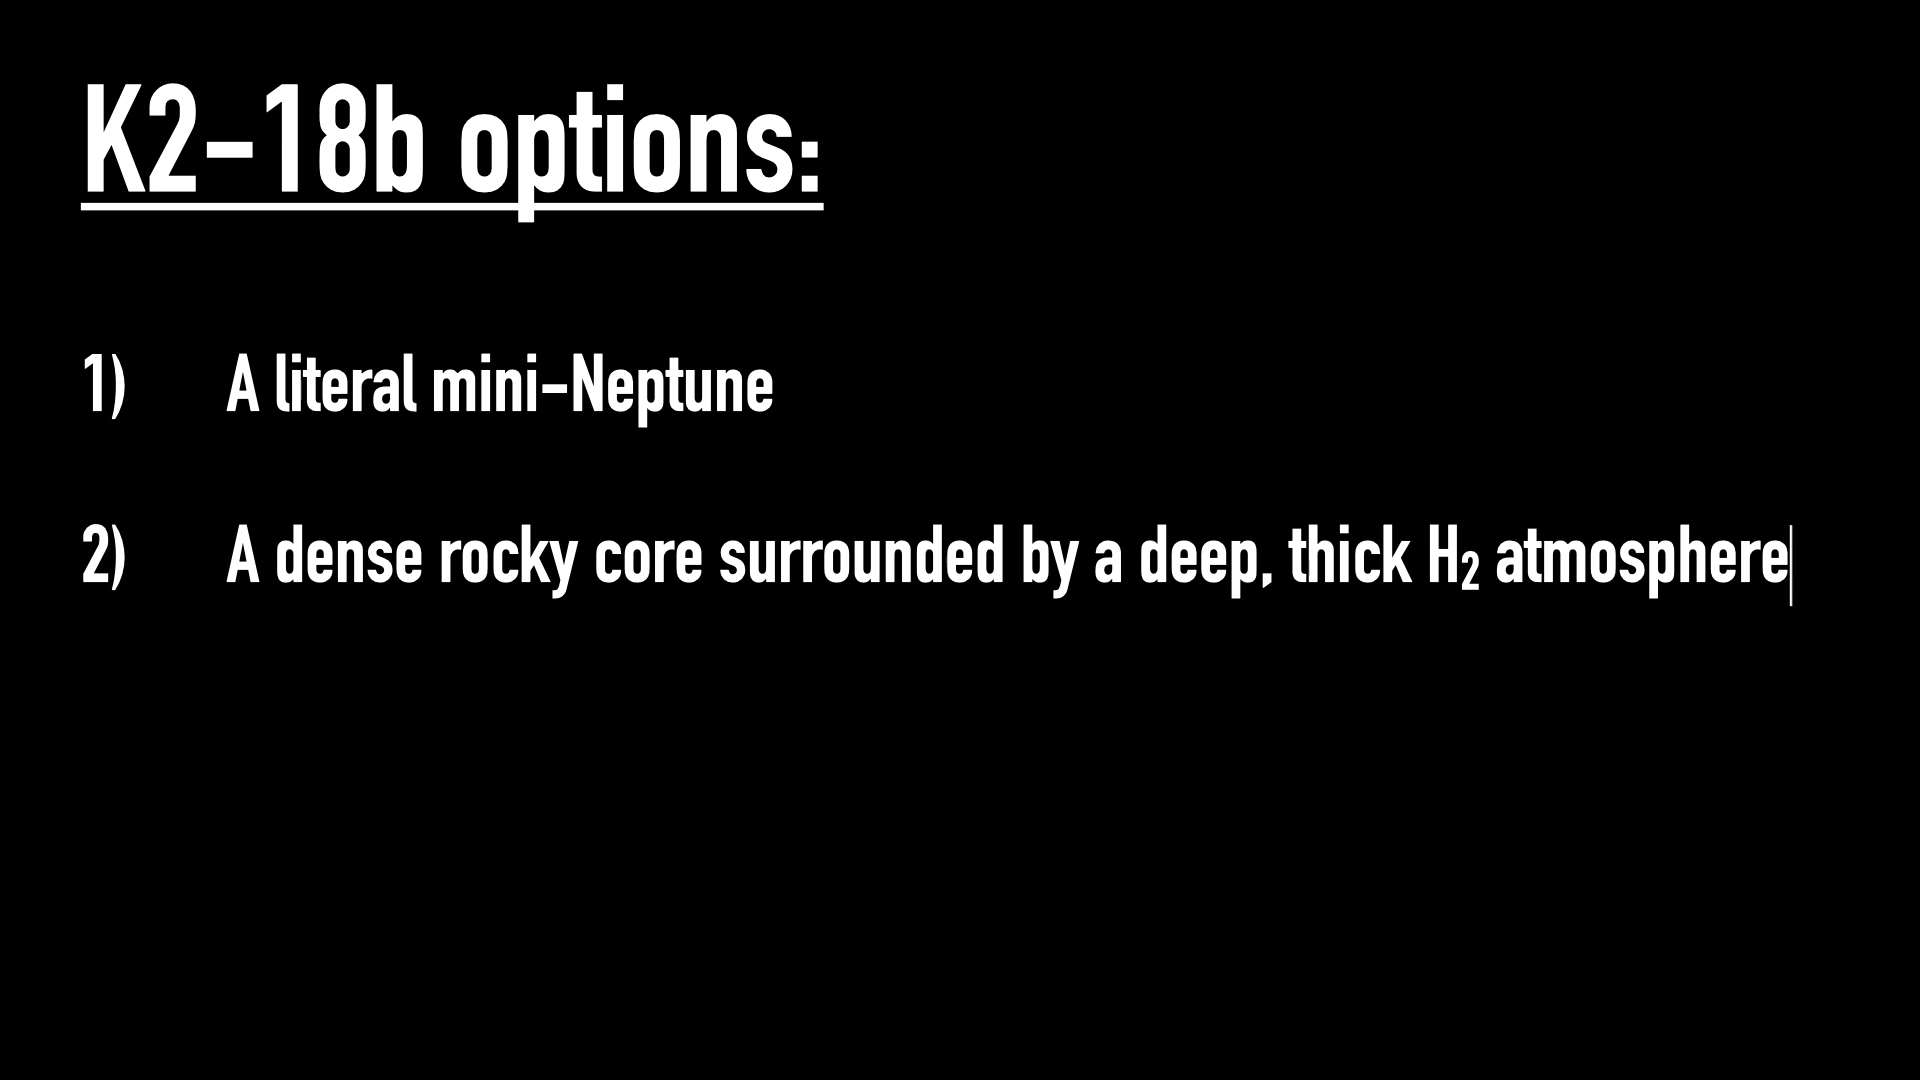 K2-18b options:
1) A literal mini-Neptune
2) A dense rocky core surrounded by a deep, thick H₂ atmosphere